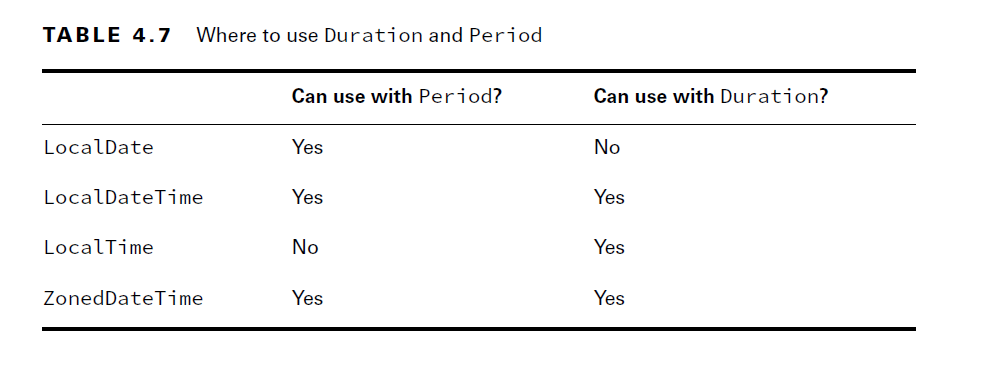 TABLE 4.7 Where to use Duration and Period
Can use with Period? Can use with Duration?
LocalDate Yes No
LocalDateTime Yes Yes
LocalTime No Yes
ZonedDateTime Yes Yes